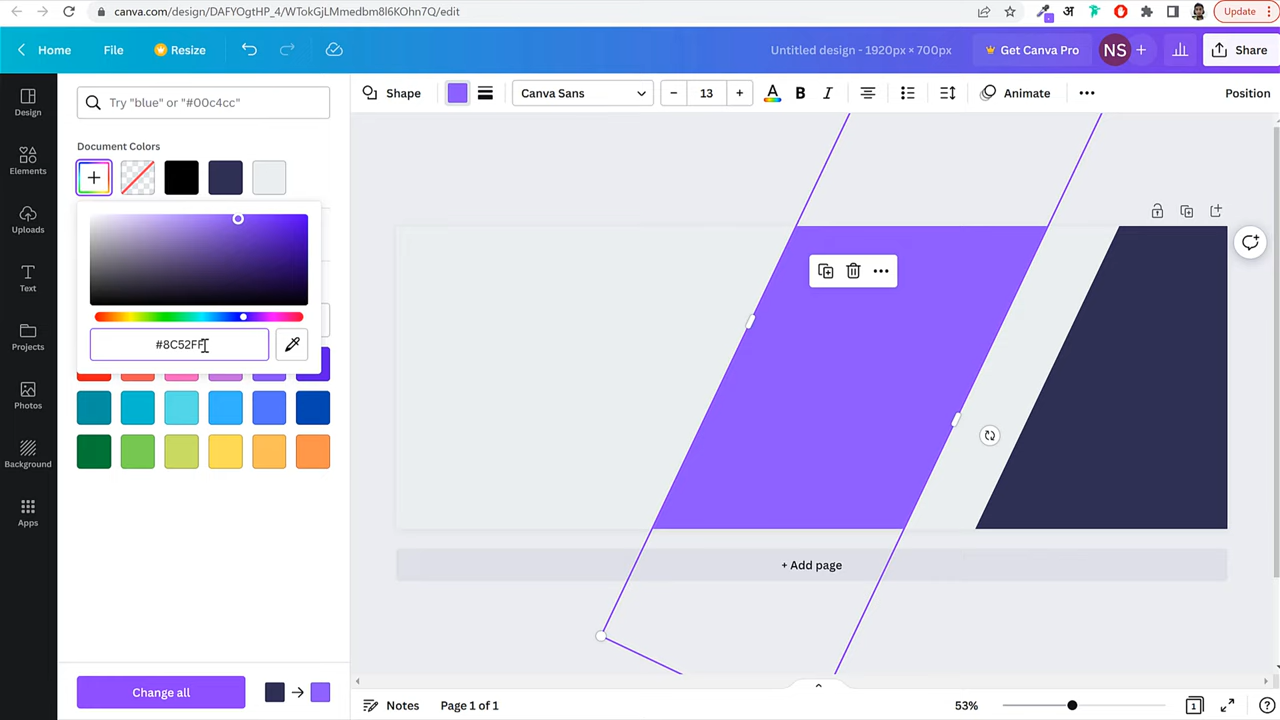 canva.com/design/DAFYOgtHP_4/WTokGjLMmedbm8I6KOhn7Q/edit
अ
Update
Home
File
Resize
Untitled design - 1920px × 700px
Get Canva Pro
NS
Share
Design
Elements
Uploads
Text
Projects
Photos
Background
Apps
Try "blue" or "#00c4cc"
Document Colors
#8C52FF
Change all
Shape
Canva Sans
13
A
B
I
Animate
Position
+ Add page
Notes
Page 1 of 1
53%
1